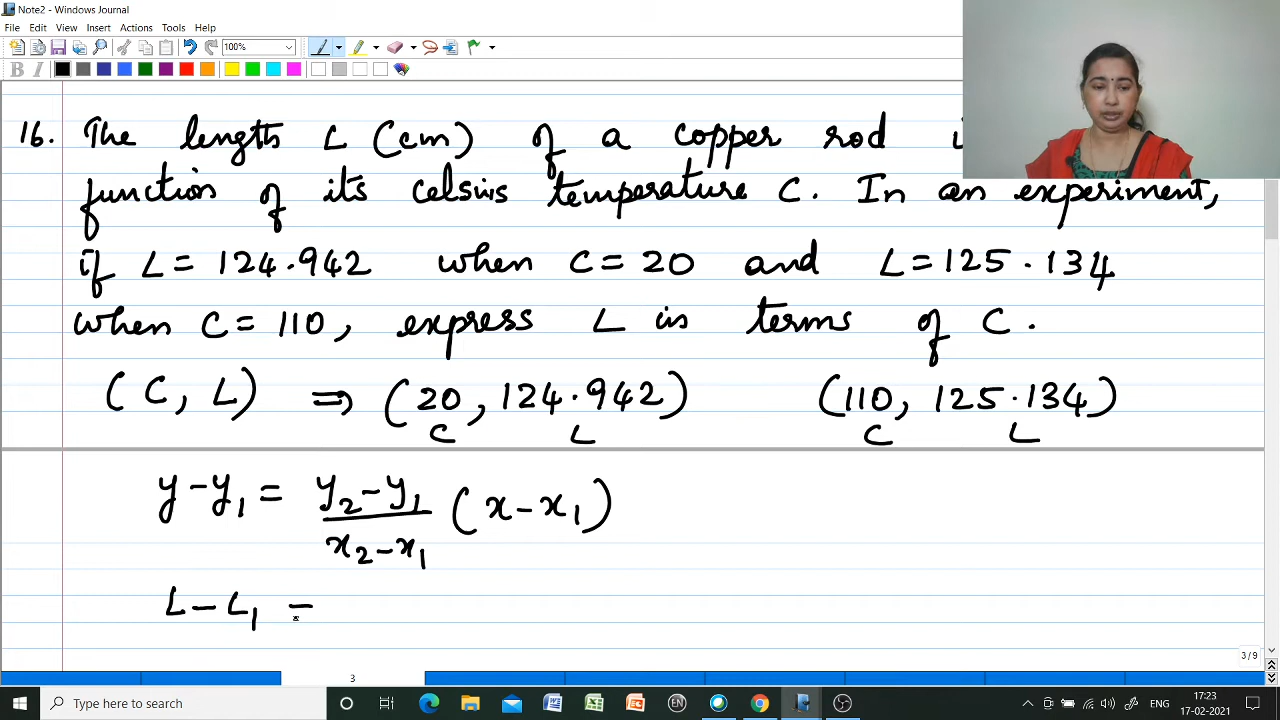 Note2 - Windows Journal
File Edit View Insert Actions Tools Help
100%
B I
16. The length L (cm) of a copper rod
function of its celsius temperature C. In an experiment,
if L = 124.942 when C = 20 and L = 125.134
when C = 110, express L in terms of C.
(C, L) ⇒ (20, 124.942) (110, 125.134)
C L C L
y - y₁ = y₂ - y₁ / x₂ - x₁ (x - x₁)
L - L₁ =
3/9
3
Type here to search
ENG
17:23
17-02-2021